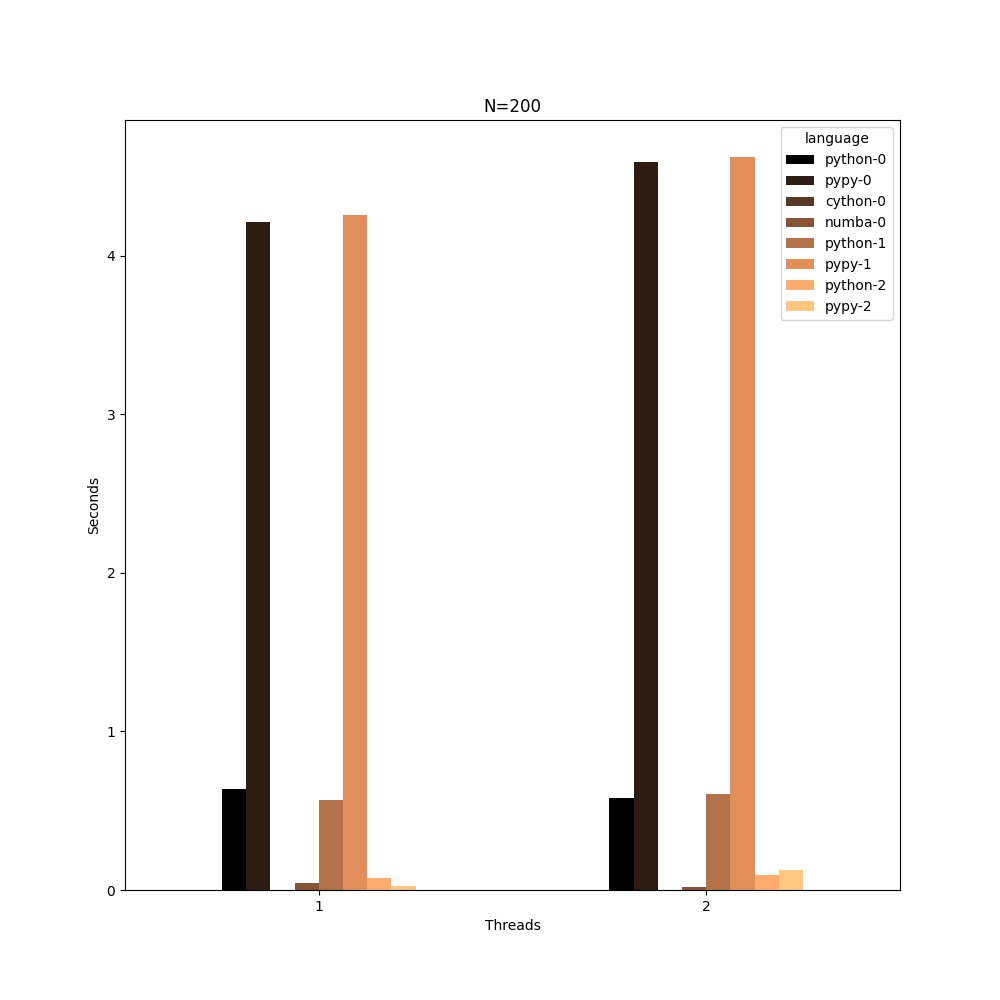 N=200
language
python-0
pypy-0
cython-0
numba-0
python-1
pypy-1
python-2
pypy-2
Seconds
4
3
2
1
0
1
2
Threads